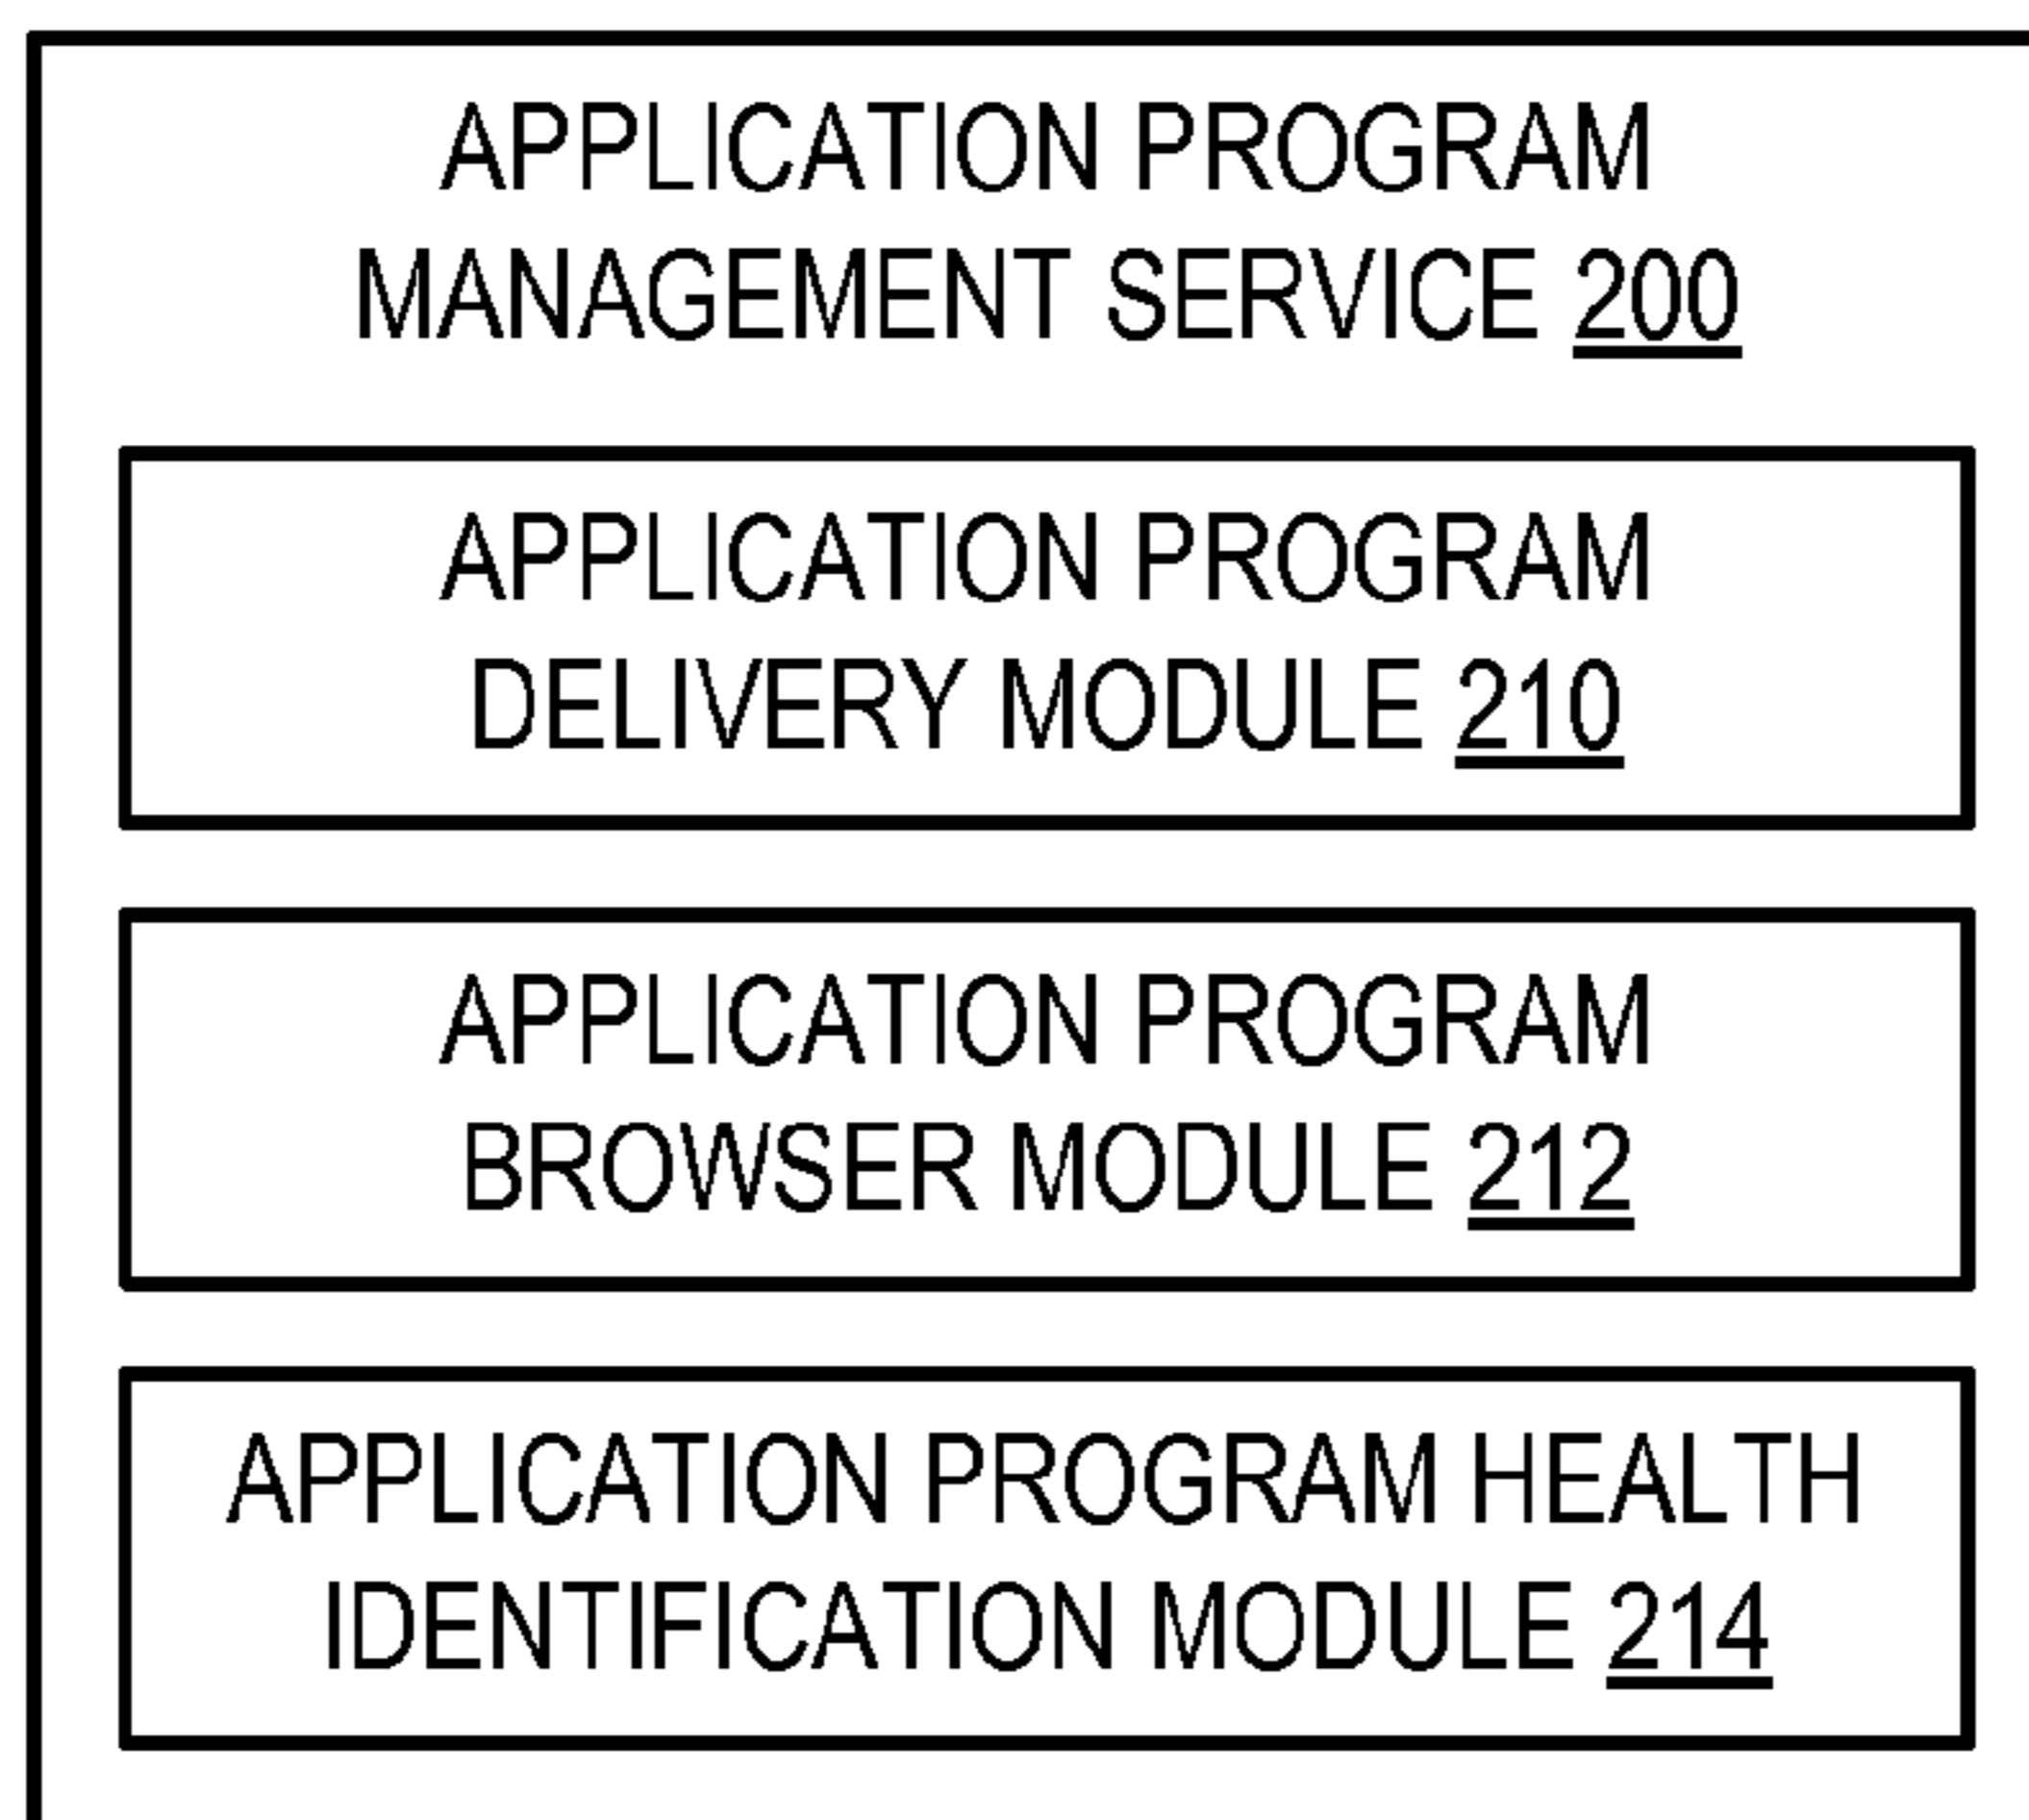 APPLICATION PROGRAM
MANAGEMENT SERVICE 200
APPLICATION PROGRAM
DELIVERY MODULE 210
APPLICATION PROGRAM
BROWSER MODULE 212
APPLICATION PROGRAM HEALTH
IDENTIFICATION MODULE 214